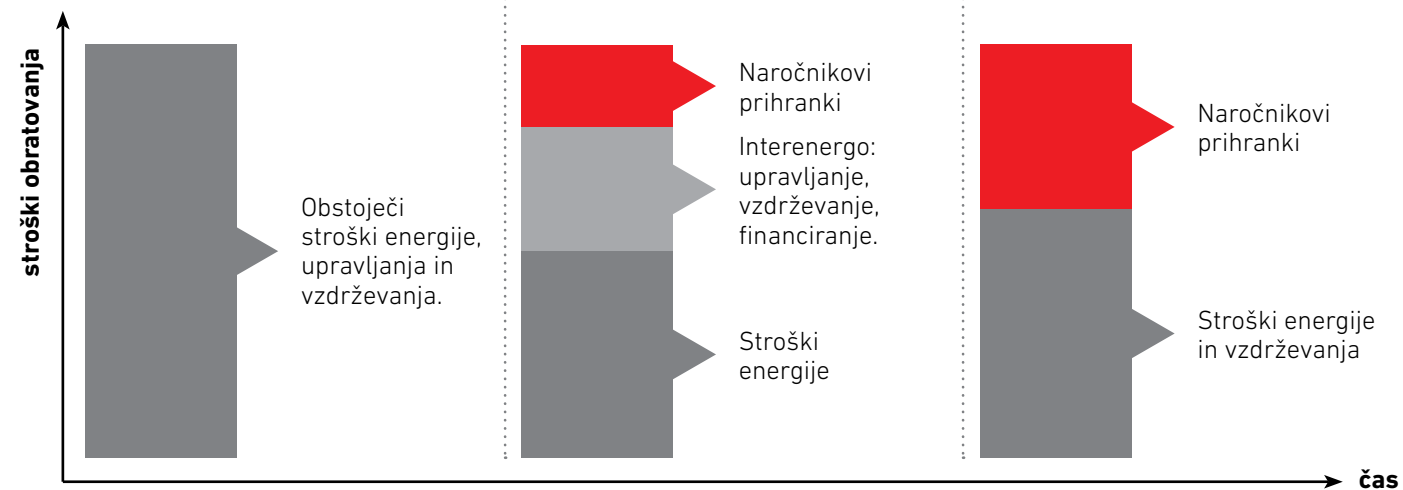 stroški obratovanja
Obstoječi
stroški energije,
upravljanja in
vzdrževanja.
Naročnikovi
prihranki
Interenergo:
upravljanje,
vzdrževanje,
financiranje.
Stroški
energije
Naročnikovi
prihranki
Stroški energije
in vzdrževanja
čas